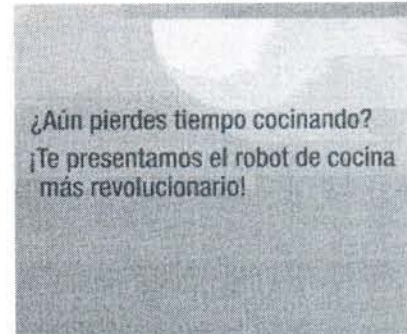 ¿Aún pierdes tiempo cocinando?
¡Te presentamos el robot de cocina
más revolucionario!